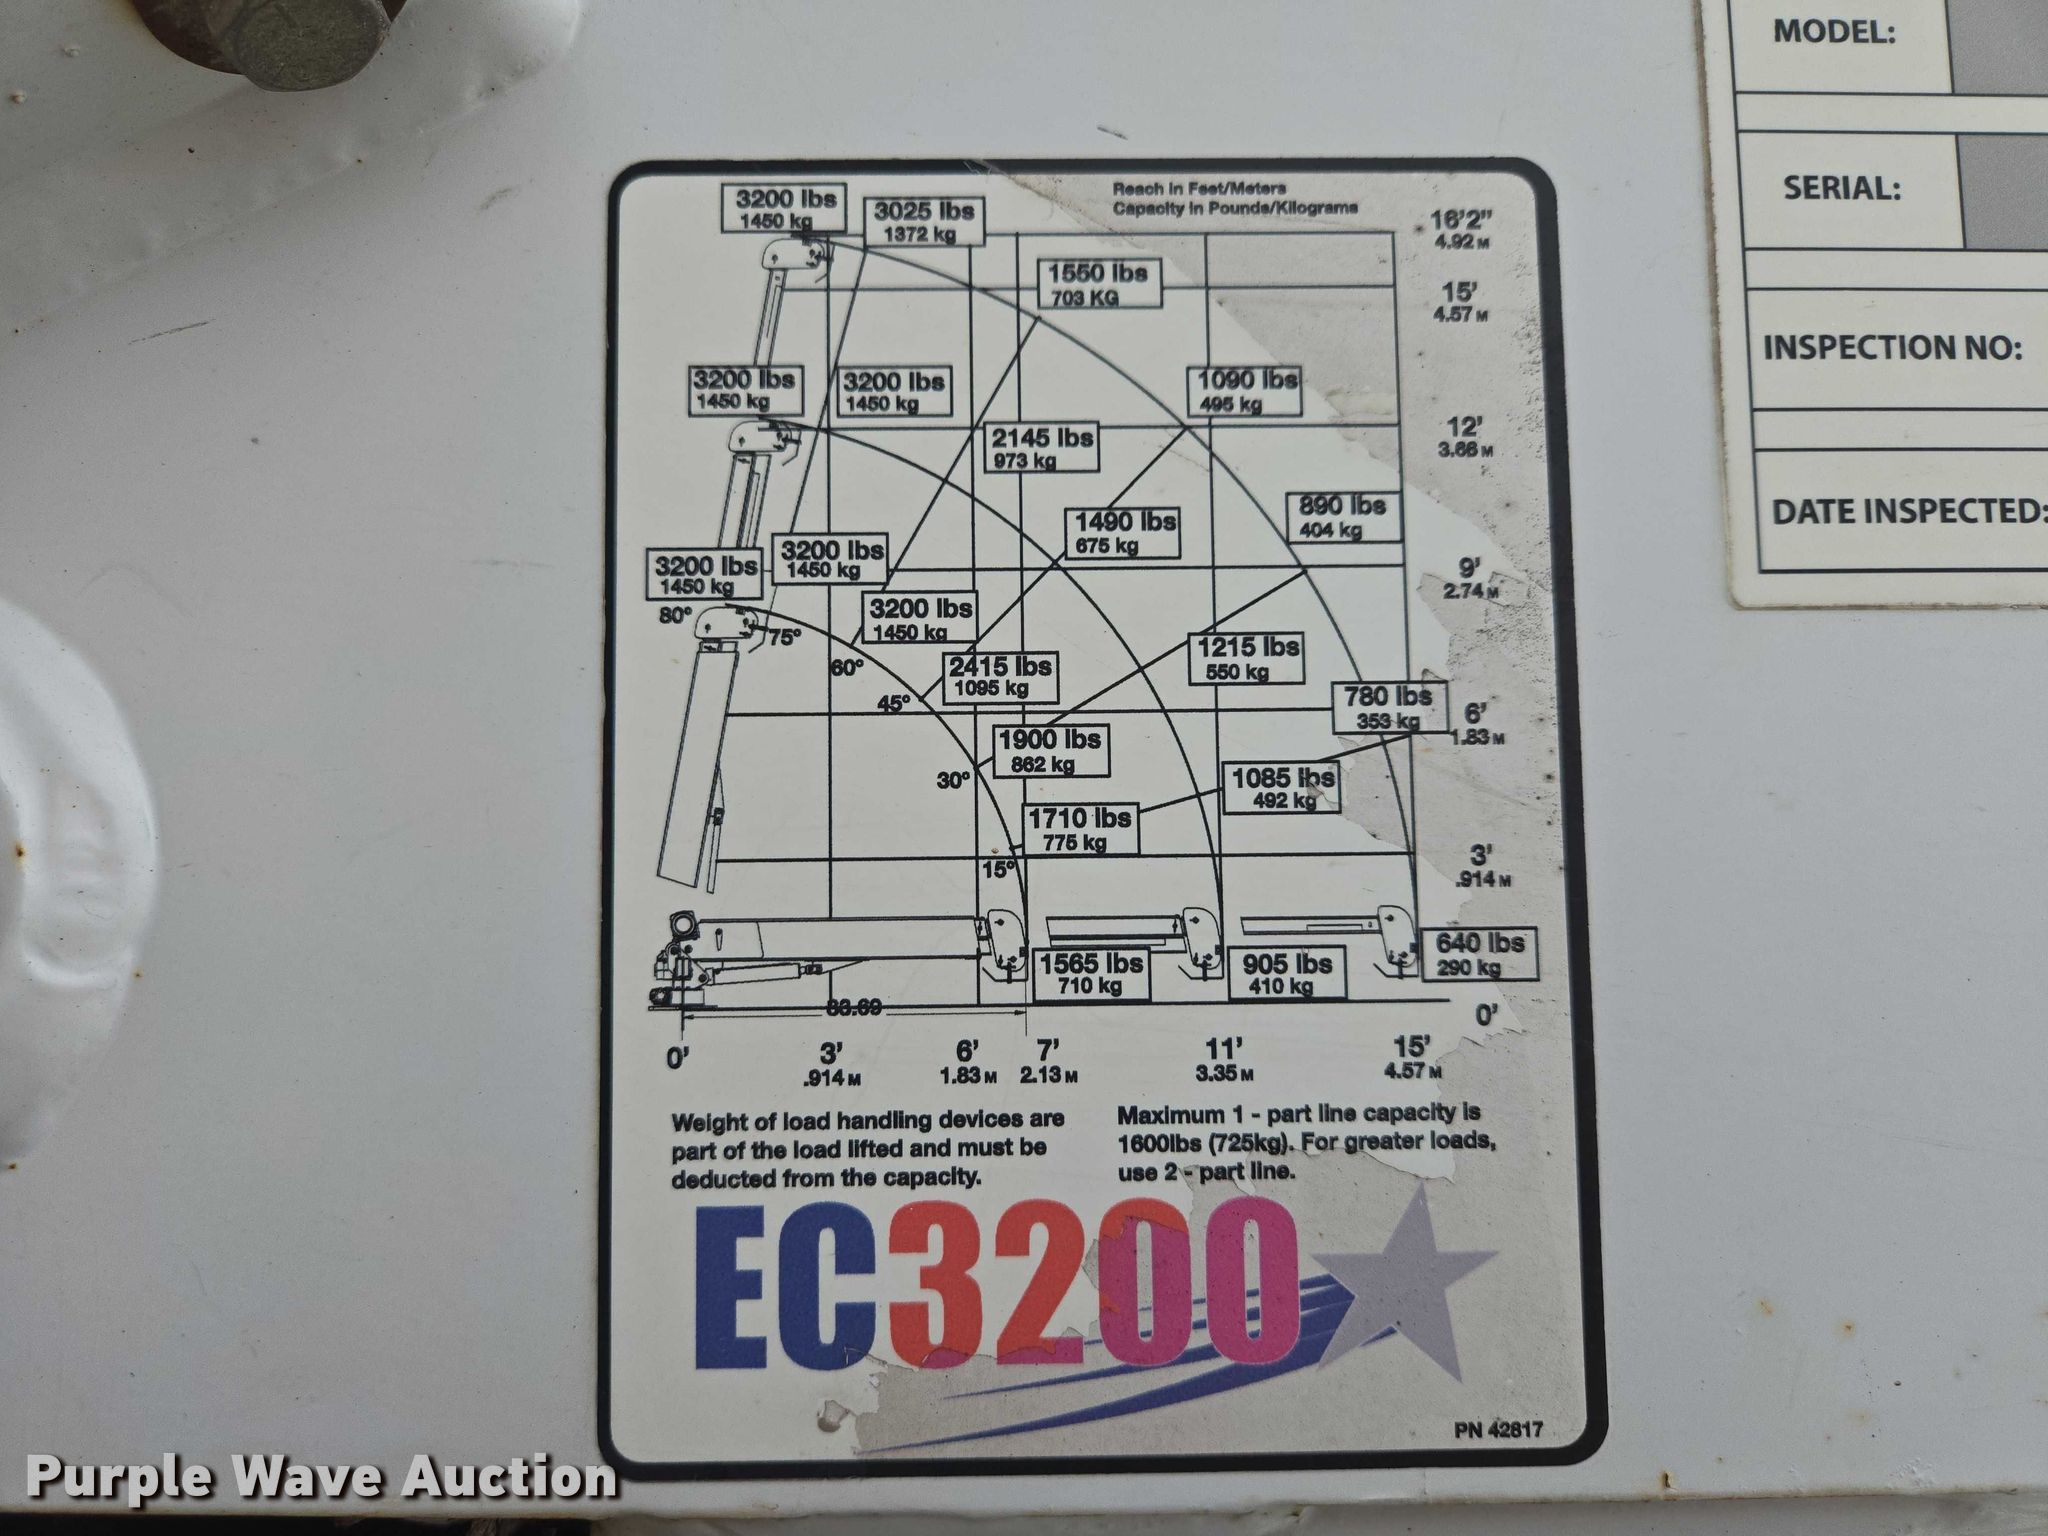 MODEL:
SERIAL:
INSPECTION NO:
DATE INSPECTED:
Reach in Feet/Meters
Capacity in Pounds/Kilograms
3200 lbs
1450 kg
3025 lbs
1372 kg
16'2"
4.92 M
1550 lbs
703 KG
15'
4.57 M
3200 lbs
1450 kg
3200 lbs
1450 kg
1090 lbs
495 kg
12'
3.66 M
2145 lbs
973 kg
1490 lbs
675 kg
890 lbs
404 kg
3200 lbs
1450 kg
3200 lbs
1450 kg
9'
2.74 M
80°
75°
3200 lbs
1450 kg
60°
2415 lbs
1095 kg
45°
1215 lbs
550 kg
780 lbs
353 kg
6'
1.83 M
1900 lbs
862 kg
30°
1085 lbs
492 kg
1710 lbs
775 kg
15°
3'
.914 M
1565 lbs
710 kg
905 lbs
410 kg
640 lbs
290 kg
83.69
0'
0'
3'
.914 M
6'
1.83 M
7'
2.13 M
11'
3.35 M
15'
4.57 M
Weight of load handling devices are
part of the load lifted and must be
deducted from the capacity.
Maximum 1 - part line capacity is
1600lbs (725kg). For greater loads,
use 2 - part line.
EC3200
PN 42817
Purple Wave Auction